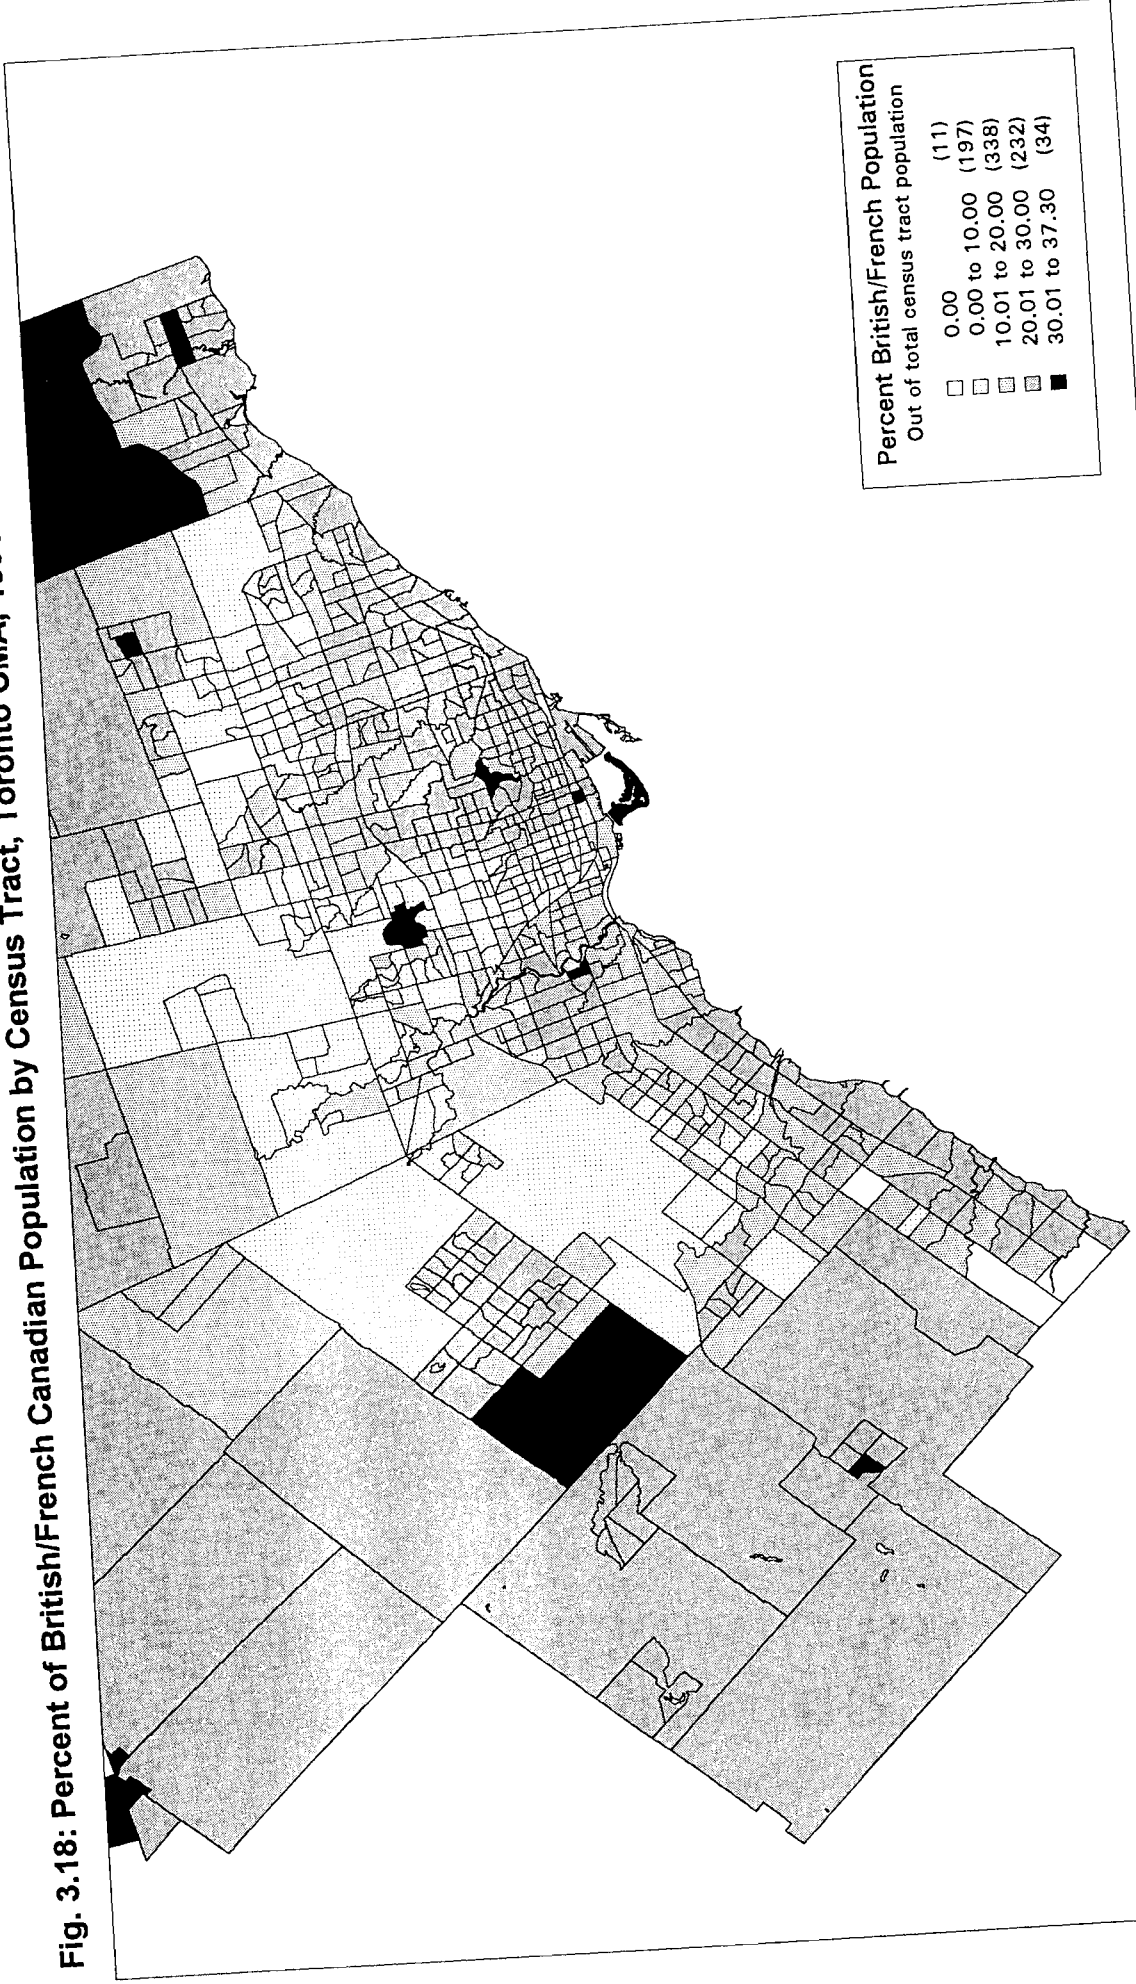 Fig. 3.18: Percent of British/French Canadian Population by Census Tract, Toronto CMA,
Percent British/French Population
Out of total census tract population
0.00 (11)
0.00 to 10.00 (197)
10.01 to 20.00 (338)
20.01 to 30.00 (232)
30.01 to 37.30 (34)